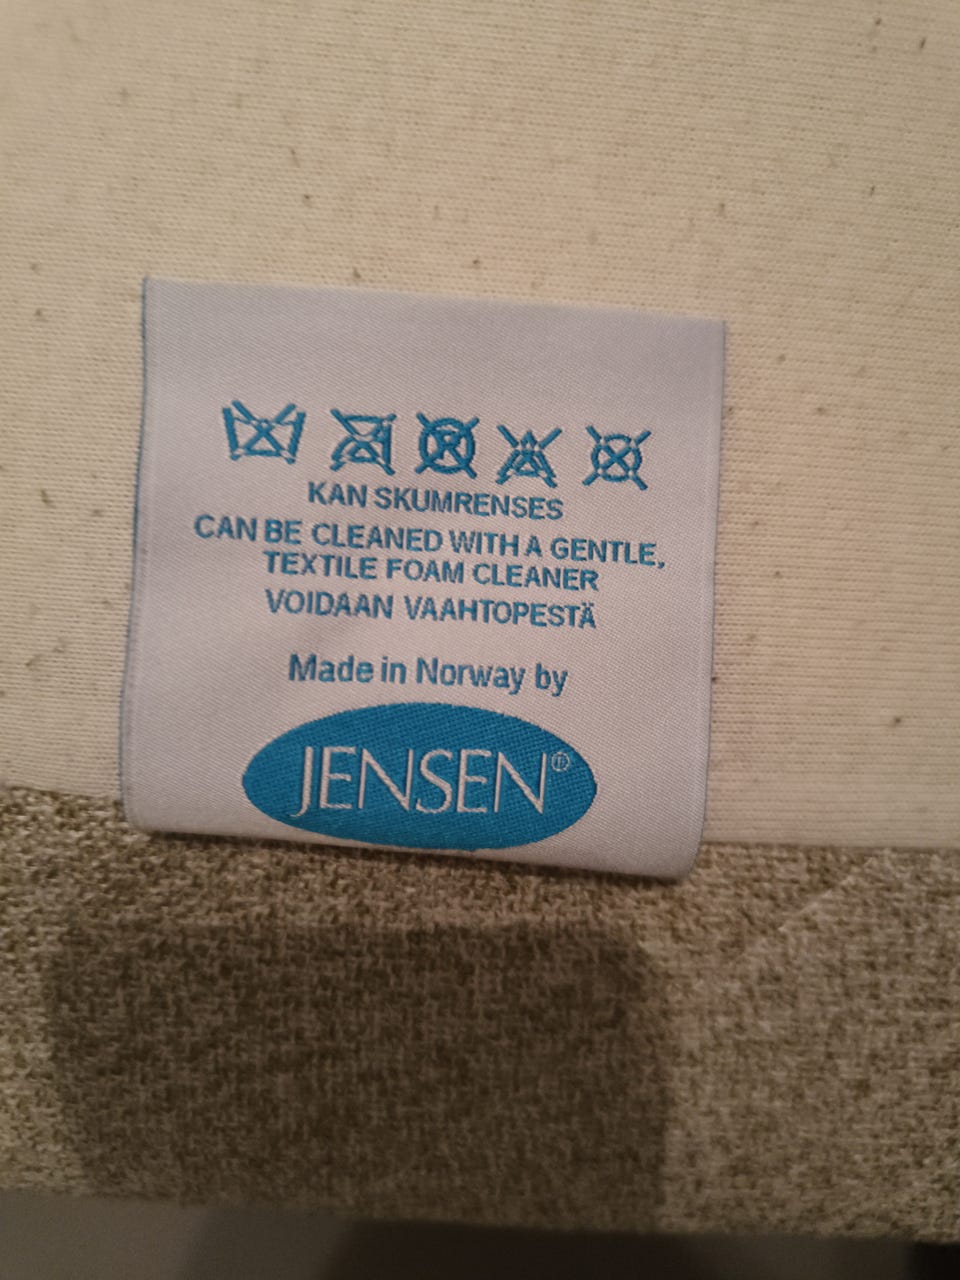 KAN SKUMRENSES
CAN BE CLEANED WITH A GENTLE,
TEXTILE FOAM CLEANER
VOIDAAN VAAHTOPESTÄ
Made in Norway by
JENSEN®